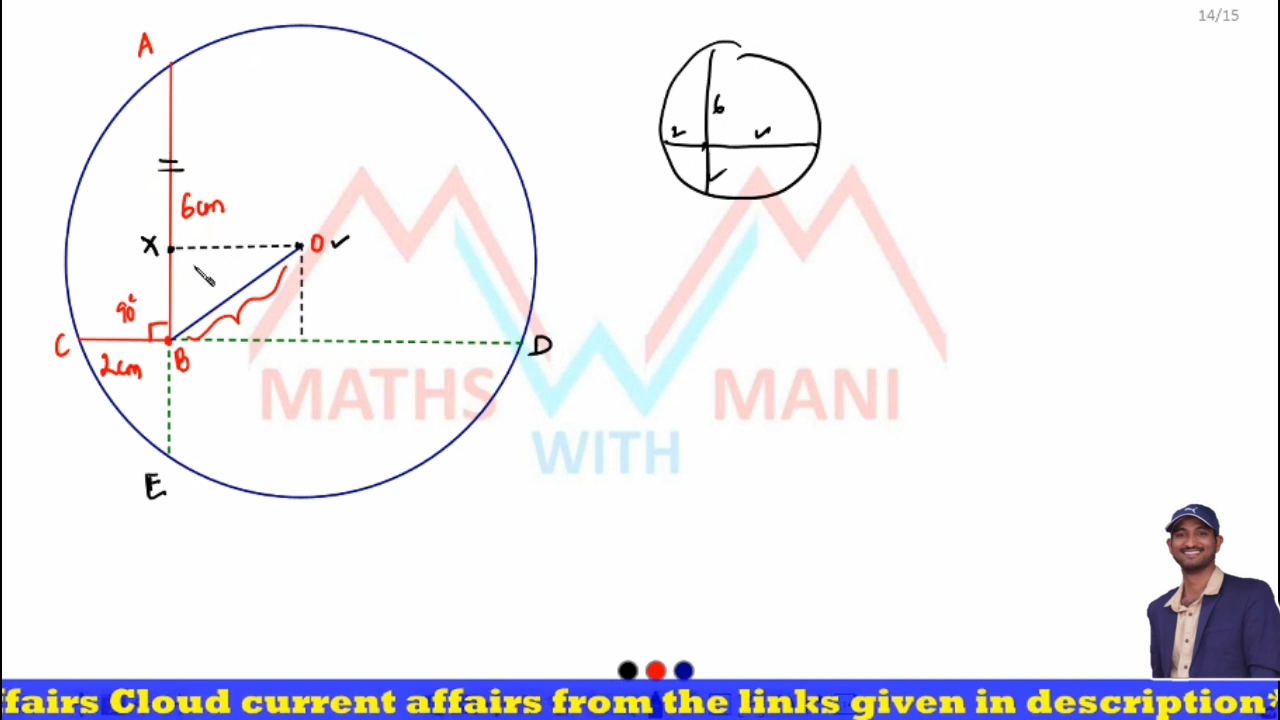 14/15
A
6
2
6cm
X
O
90°
C
B
D
2cm
MATHS
MANI
WITH
E
ffairs Cloud current affairs from the links given in description